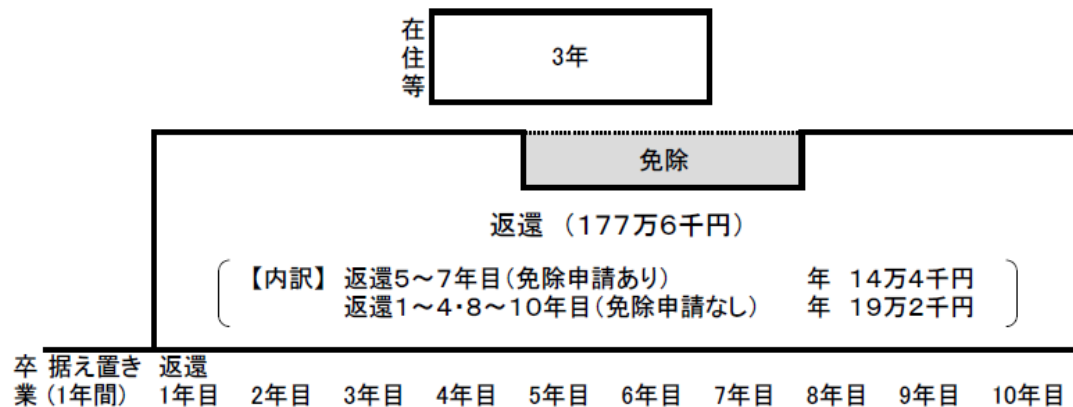 在住等
3年
免除
返還 （177万6千円）
【内訳】 返還5～7年目（免除申請あり） 年 14万4千円
返還1～4・8～10年目（免除申請なし） 年 19万2千円
卒業
据え置き
(1年間)
返還
1年目 2年目 3年目 4年目 5年目 6年目 7年目 8年目 9年目 10年目